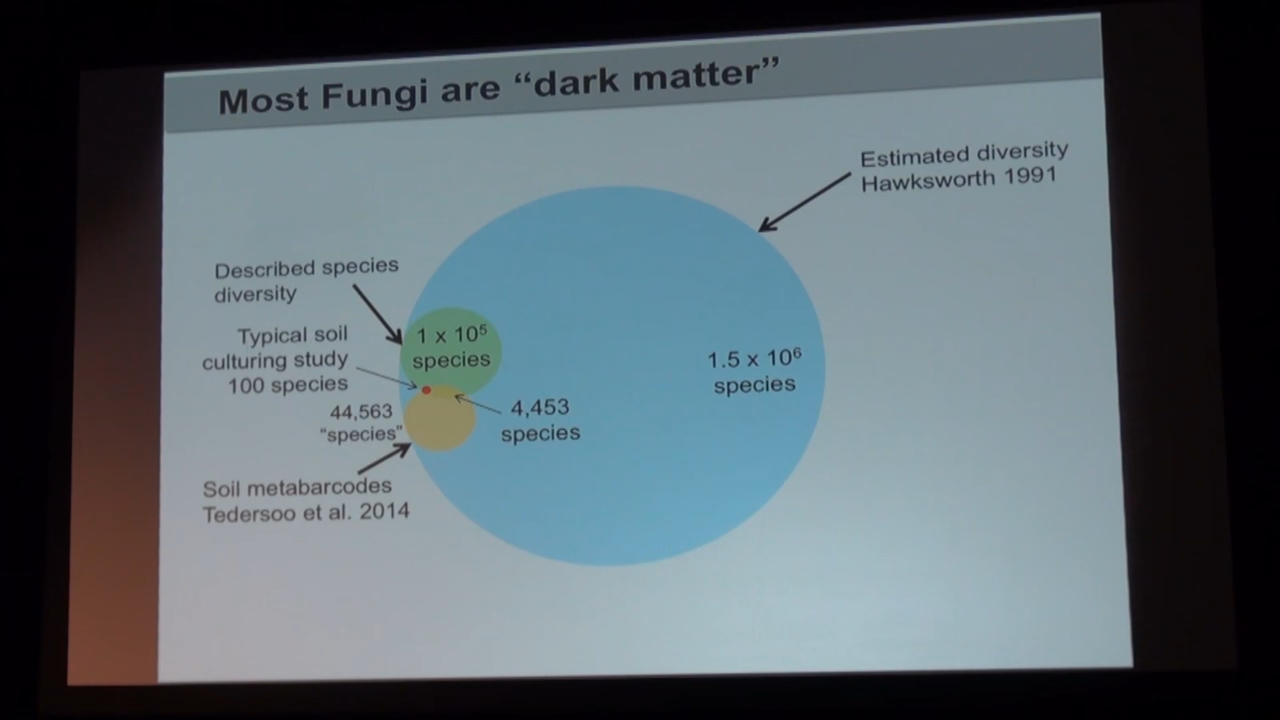 Most Fungi are “dark matter”
Estimated diversity
Hawksworth 1991
Described species
diversity
1 x 10⁵
species
Typical soil
culturing study
100 species
1.5 x 10⁶
species
44,563
“species”
4,453
species
Soil metabarcodes
Tedersoo et al. 2014